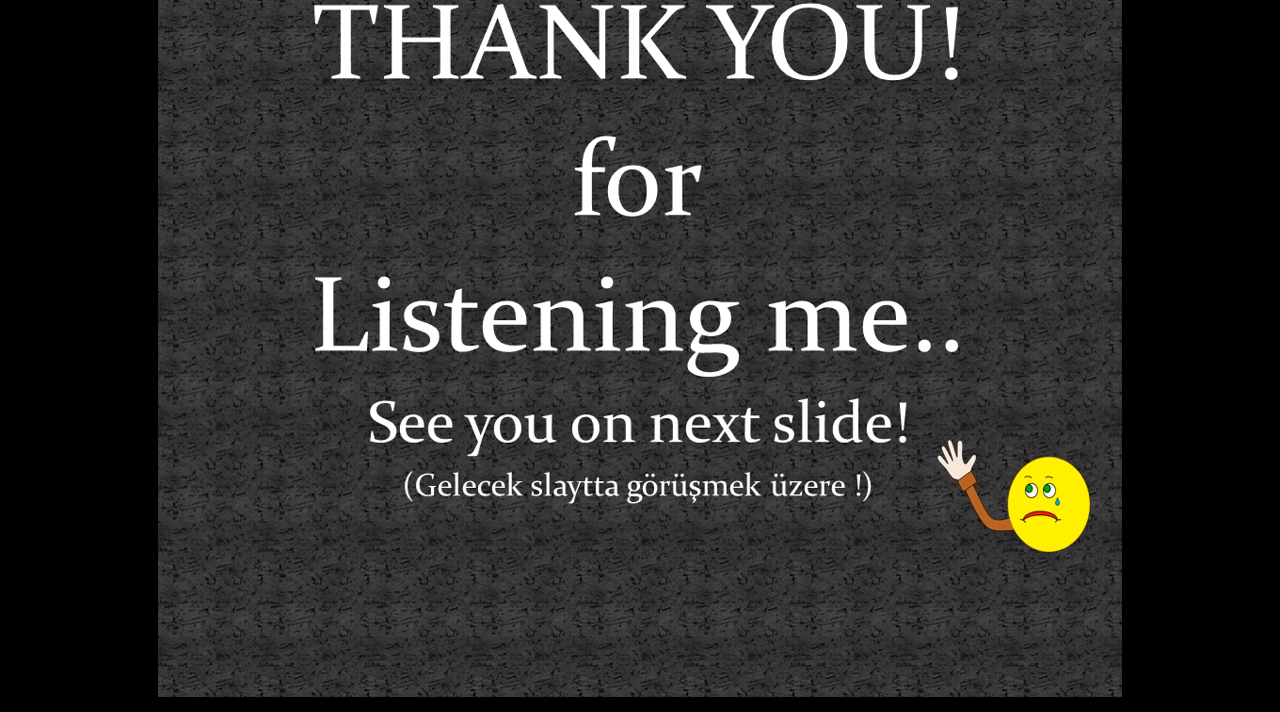 THANK YOU!
for
Listening me..
See you on next slide!
(Gelecek slaytta görüşmek üzere !)